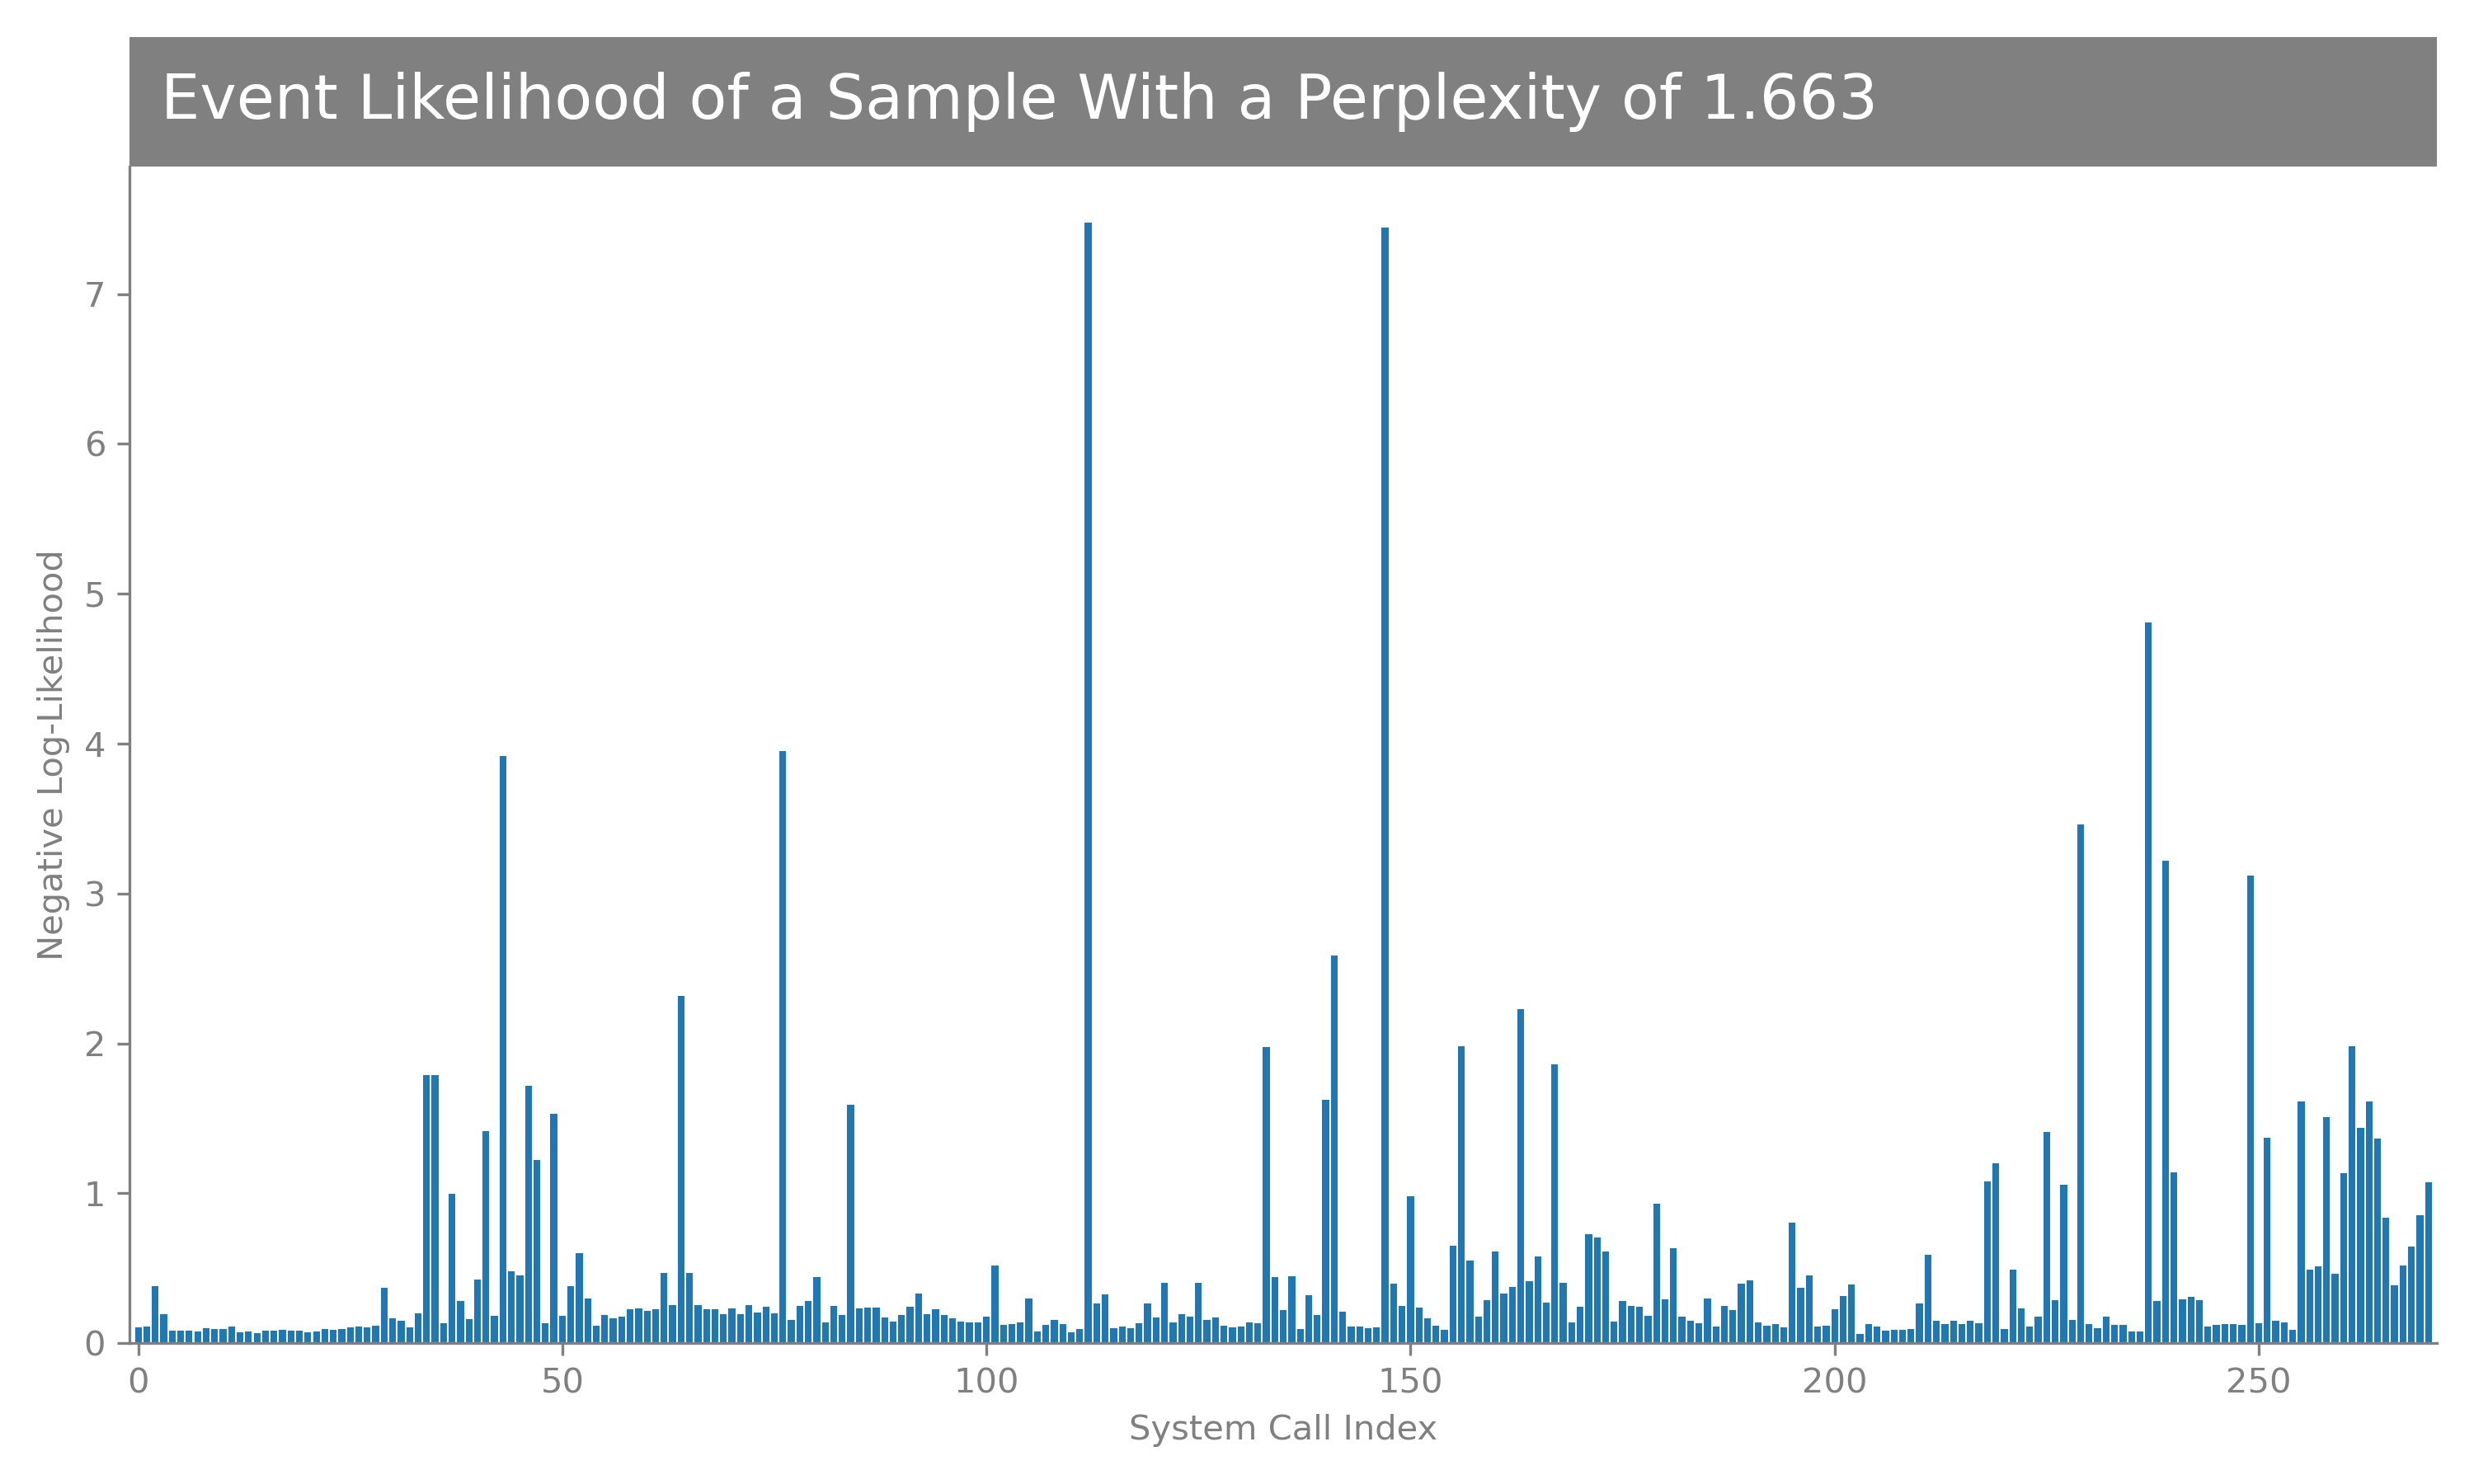 Event Likelihood of a Sample With a Perplexity of 1.663
Negative Log-Likelihood
7
6
5
4
3
2
1
0
0 50 100 150 200 250
System Call Index